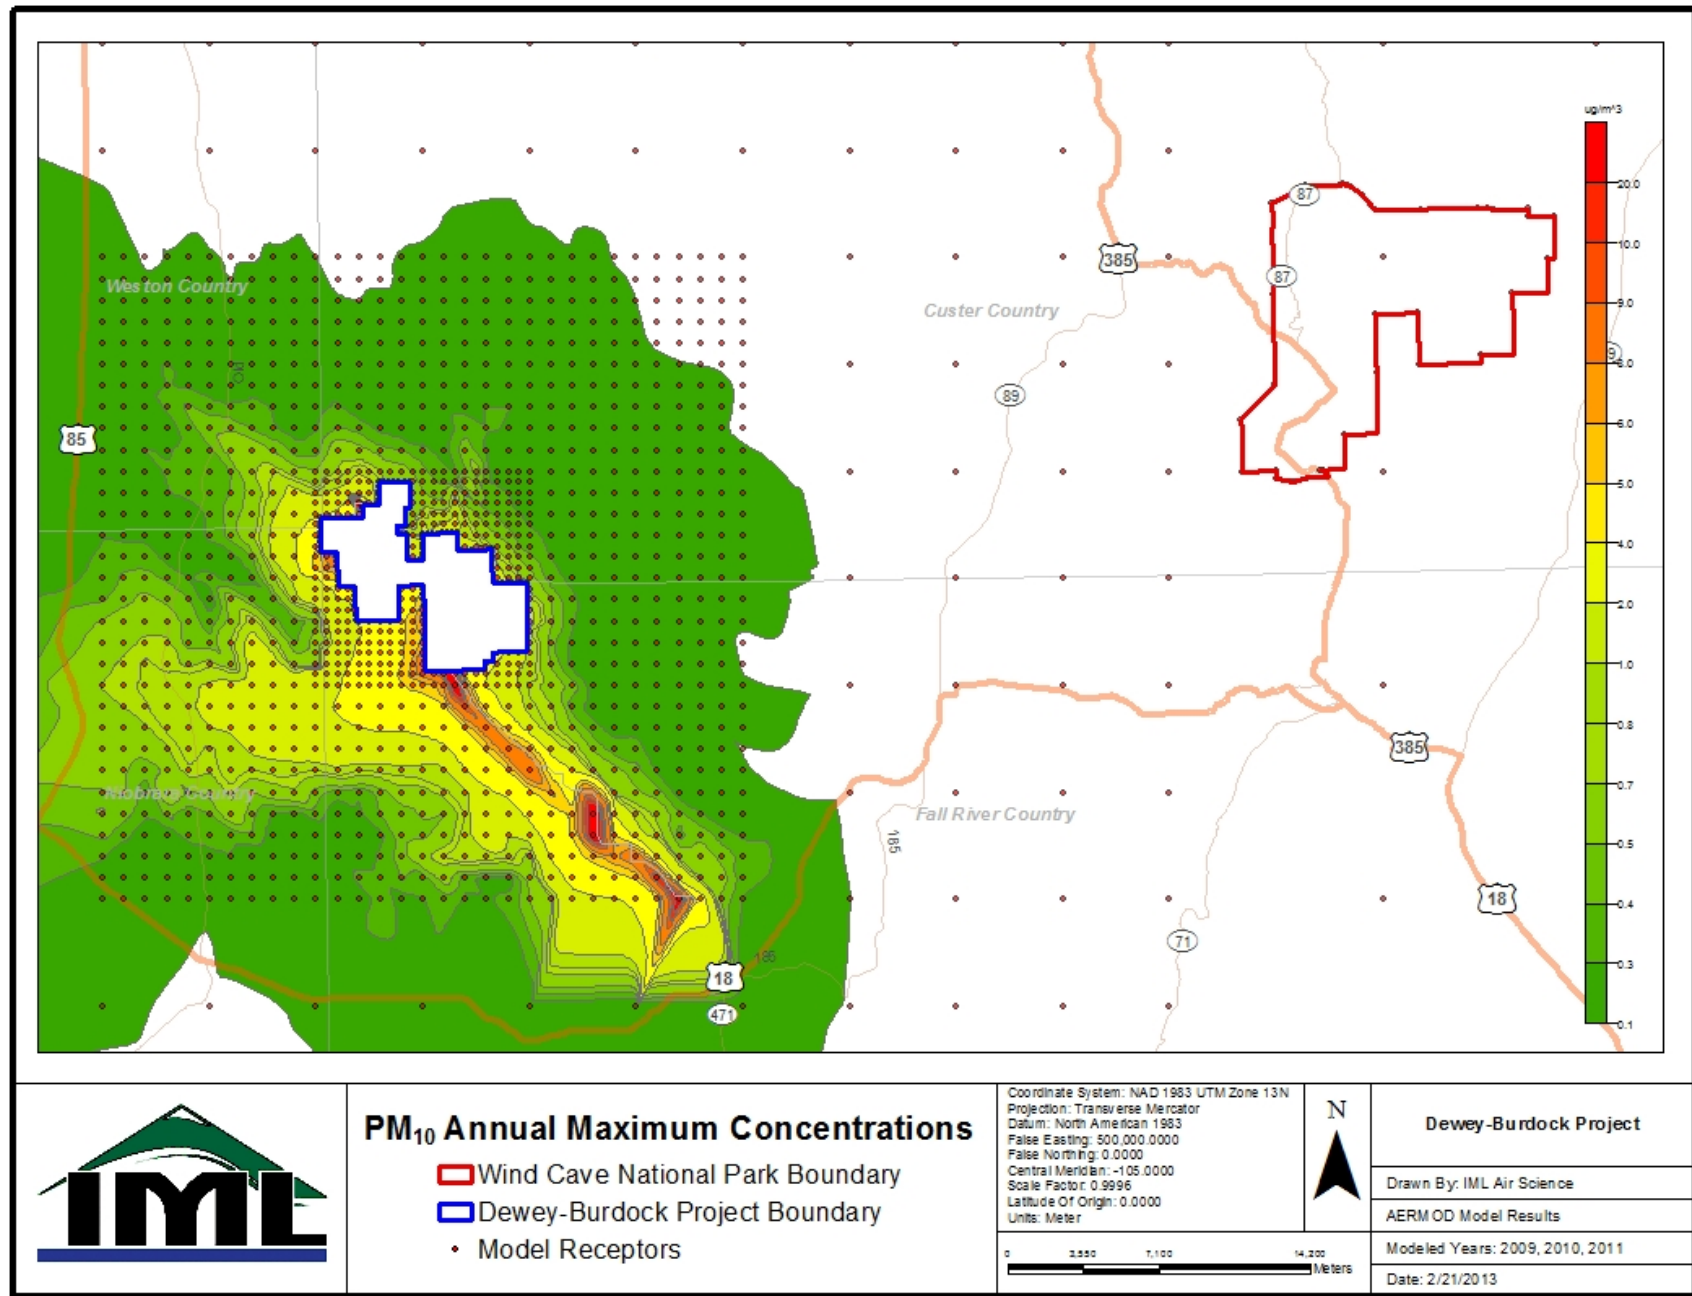 ug/m^3
20.0
10.0
9.0
8.0
6.0
5.0
4.0
2.0
1.0
0.8
0.7
0.5
0.4
0.3
0.1
87
385
87
Weston Country
Custer Country
9
89
85
Niobrara Country
Fall River Country
385
185
18
71
186
18
471
IML
PM10 Annual Maximum Concentrations
Wind Cave National Park Boundary
Dewey-Burdock Project Boundary
Model Receptors
Coordinate System: NAD 1983 UTM Zone 13N
Projection: Transverse Mercator
Datum: North American 1983
False Easting: 500,000.0000
False Northing: 0.0000
Central Meridian: -105.0000
Scale Factor: 0.9996
Latitude Of Origin: 0.0000
Units: Meter
0 3,550 7,100 14,200
Meters
N
Dewey-Burdock Project
Drawn By: IML Air Science
AERMOD Model Results
Modeled Years: 2009, 2010, 2011
Date: 2/21/2013